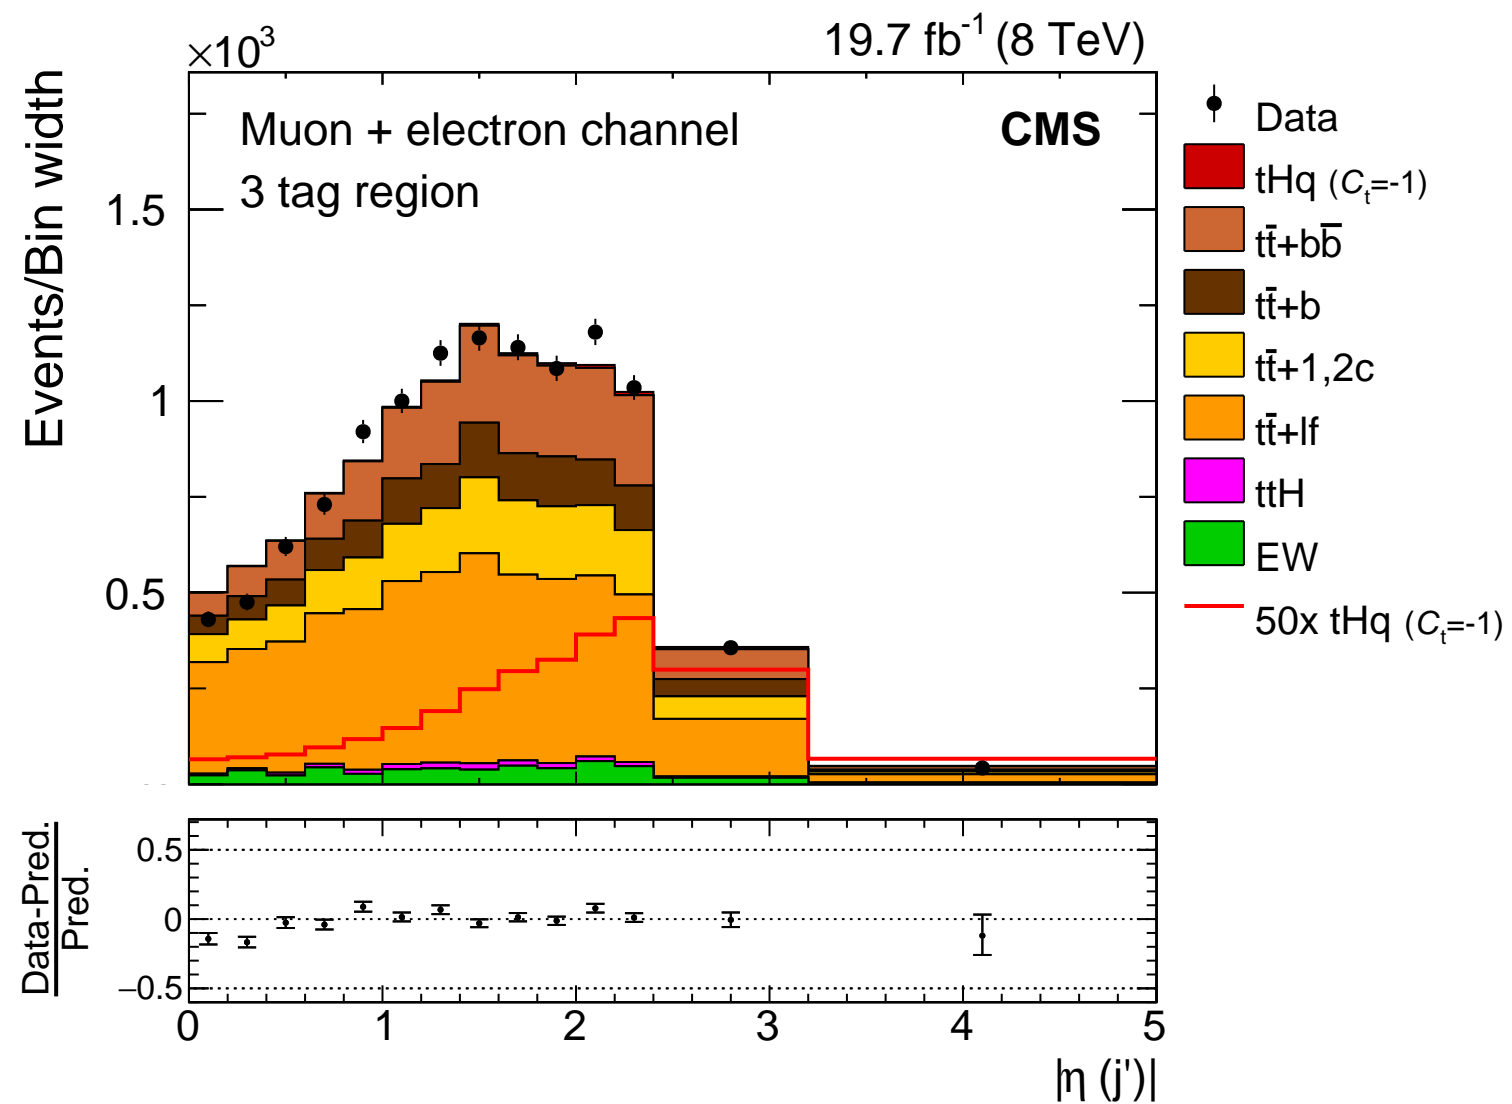 ×10³
19.7 fb⁻¹ (8 TeV)
Events/Bin width
Muon + electron channel
CMS
3 tag region
1.5
1
0.5
Data
tHq (Cₜ=-1)
tt̄+bb̄
tt̄+b
tt̄+1,2c
tt̄+lf
ttH
EW
50x tHq (Cₜ=-1)
Data-Pred.
Pred.
0.5
0
−0.5
0 1 2 3 4 5
|η (j')|